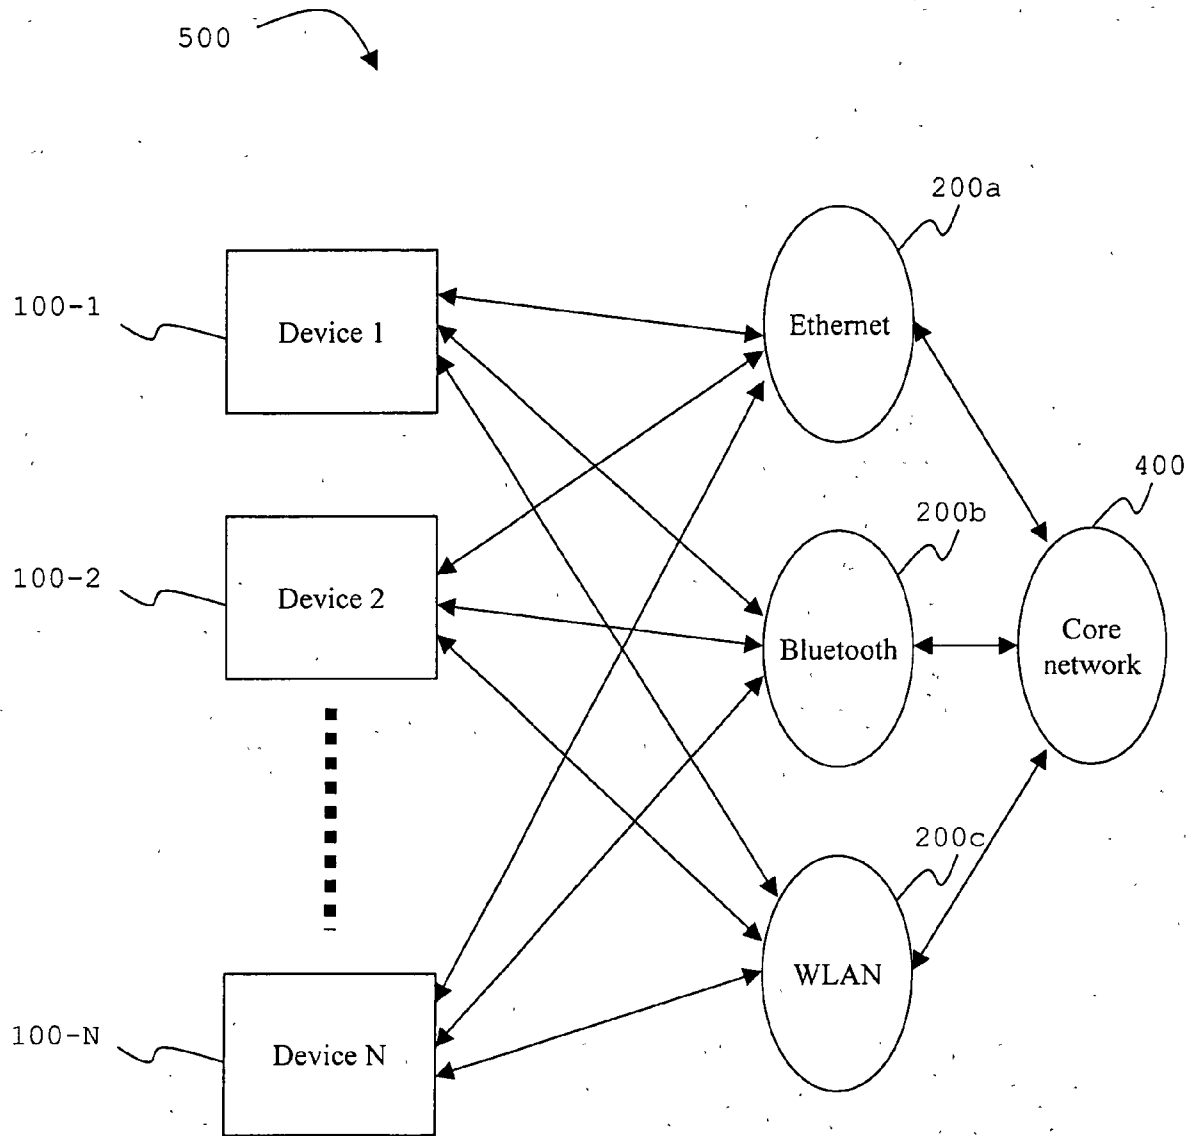 500
200a
100-1
Device 1
Ethernet
400
200b
100-2
Device 2
Bluetooth
Core
network
200c
WLAN
100-N
Device N